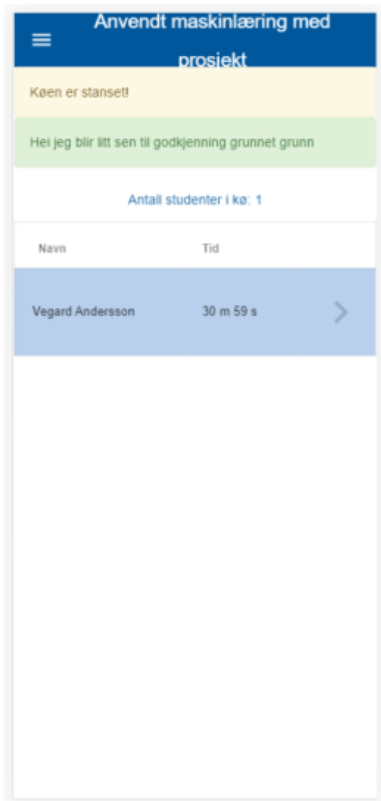 Anvendt maskinlæring med
prosjekt
Køen er stanset!
Hei jeg blir litt sen til godkjenning grunnet grunn
Antall studenter i kø: 1
Navn Tid
Vegard Andersson 30 m 59 s